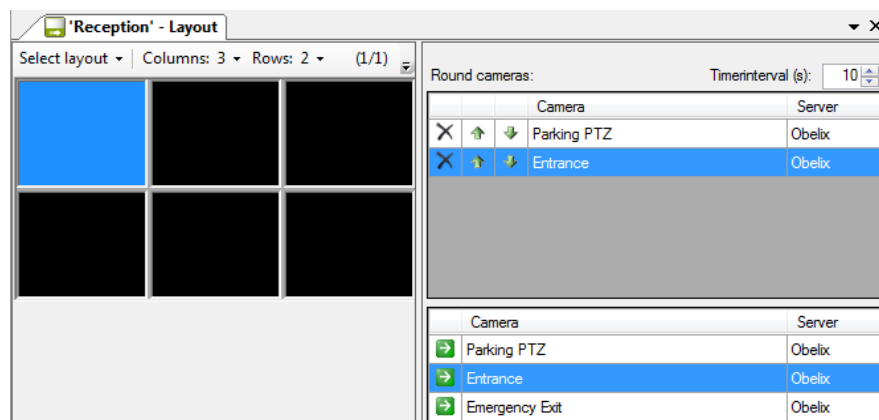 'Reception' - Layout
Select layout Columns: 3 Rows: 2 (1/1)
Round cameras: Timerinterval (s): 10
Camera Server
Parking PTZ Obelix
Entrance Obelix
Camera Server
Parking PTZ Obelix
Entrance Obelix
Emergency Exit Obelix